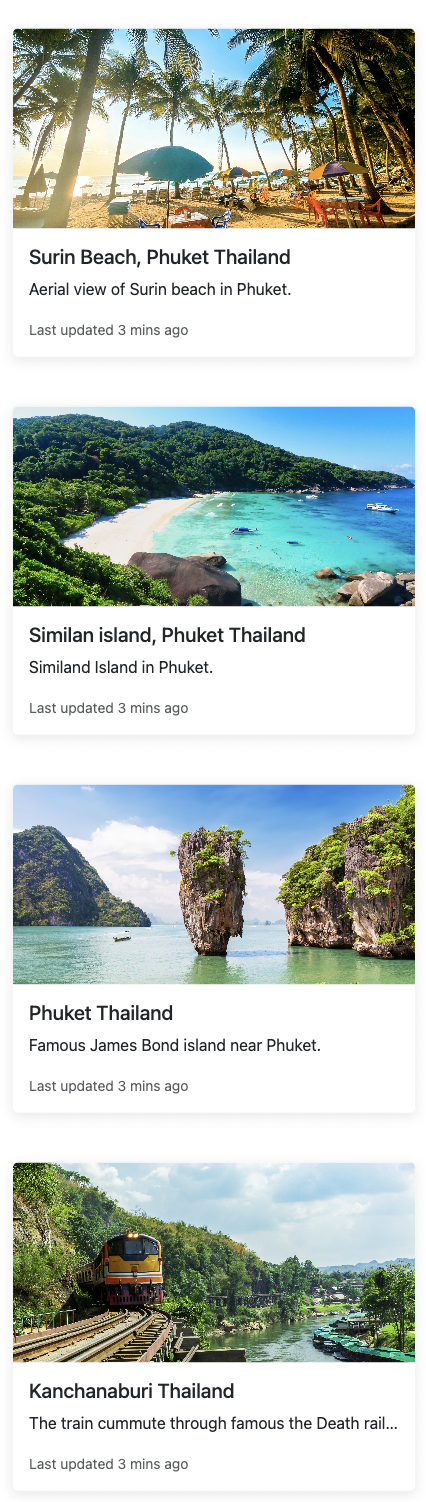 Surin Beach, Phuket Thailand
Aerial view of Surin beach in Phuket.
Last updated 3 mins ago
Similan island, Phuket Thailand
Similand Island in Phuket.
Last updated 3 mins ago
Phuket Thailand
Famous James Bond island near Phuket.
Last updated 3 mins ago
Kanchanaburi Thailand
The train cummute through famous the Death rail...
Last updated 3 mins ago